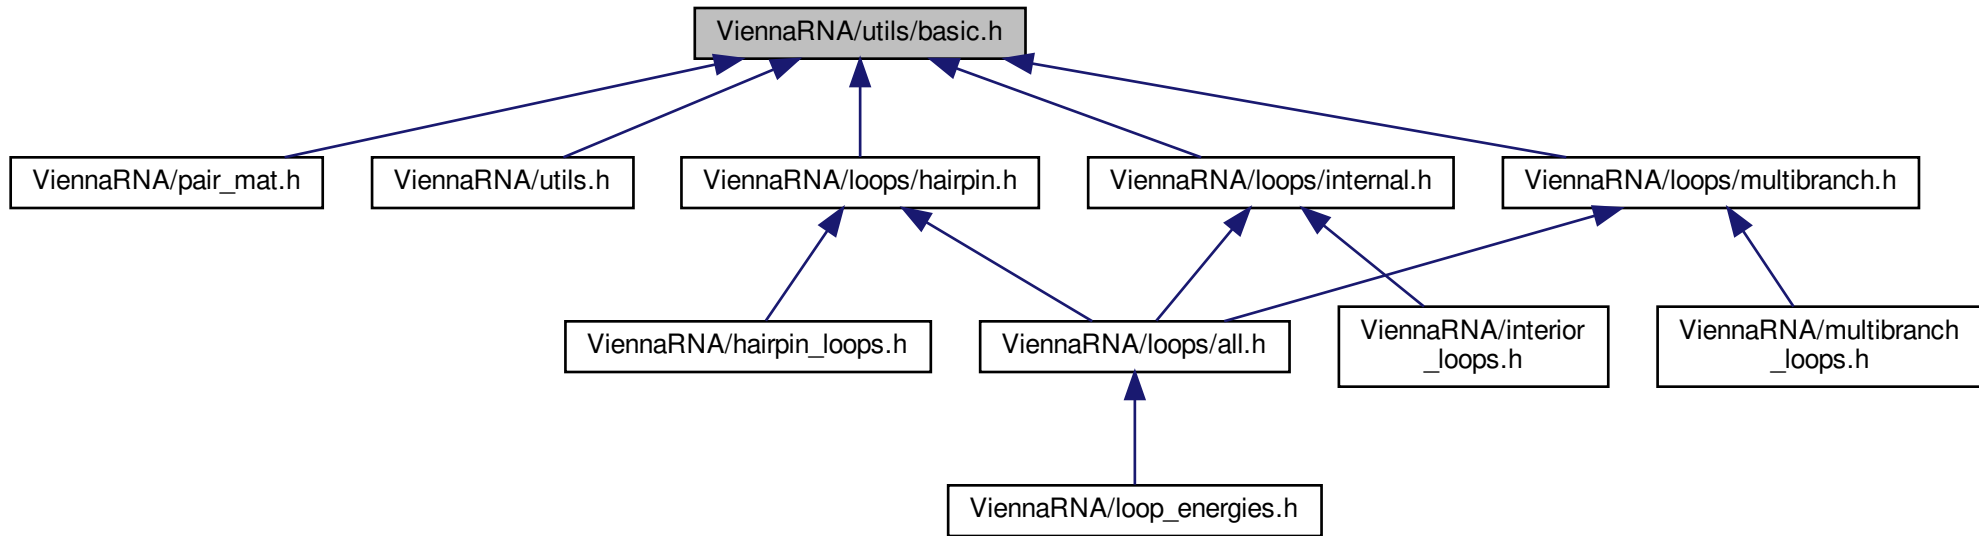 ViennaRNA/utils/basic.h
ViennaRNA/pair_mat.h
ViennaRNA/utils.h
ViennaRNA/loops/hairpin.h
ViennaRNA/loops/internal.h
ViennaRNA/loops/multibranch.h
ViennaRNA/hairpin_loops.h
ViennaRNA/loops/all.h
ViennaRNA/interior
_loops.h
ViennaRNA/multibranch
_loops.h
ViennaRNA/loop_energies.h